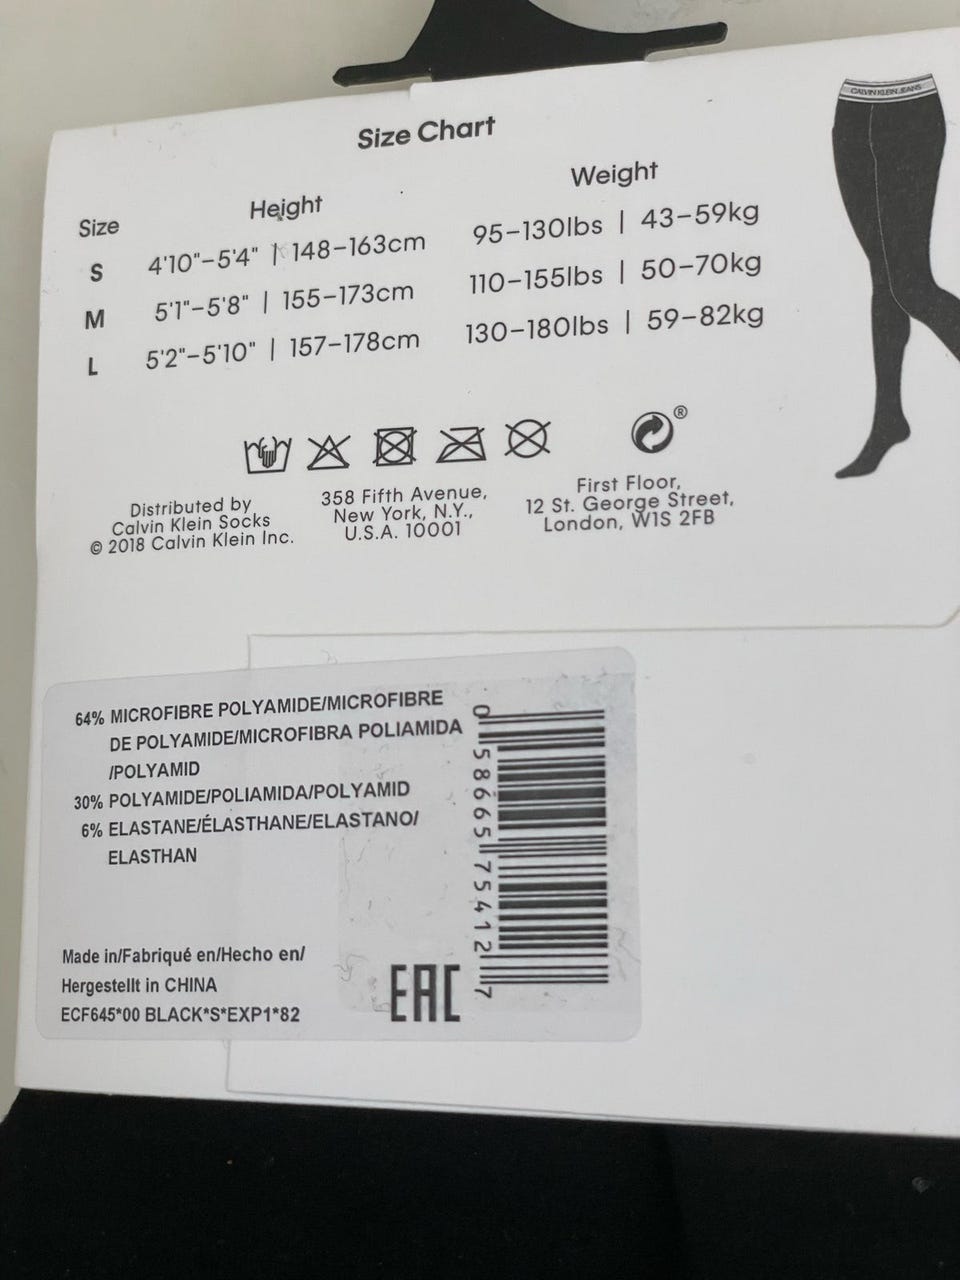 CALVIN KLEIN JEANS
Size Chart
Size Height Weight
S 4'10"–5'4" | 148–163cm 95–130lbs | 43–59kg
M 5'1"–5'8" | 155–173cm 110–155lbs | 50–70kg
L 5'2"–5'10" | 157–178cm 130–180lbs | 59–82kg
®
Distributed by
Calvin Klein Socks
© 2018 Calvin Klein Inc.
358 Fifth Avenue,
New York, N.Y.,
U.S.A. 10001
First Floor,
12 St. George Street,
London, W1S 2FB
64% MICROFIBRE POLYAMIDE/MICROFIBRE
DE POLYAMIDE/MICROFIBRA POLIAMIDA
/POLYAMID
30% POLYAMIDE/POLIAMIDA/POLYAMID
6% ELASTANE/ÉLASTHANE/ELASTANO/
ELASTHAN
Made in/Fabriqué en/Hecho en/
Hergestellt in CHINA
ECF645*00 BLACK*S*EXP1*82
EAC
0 58665 75412 7